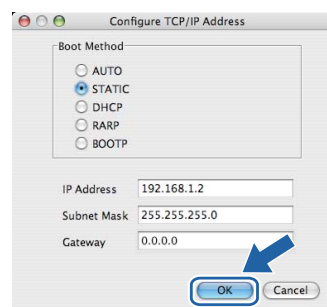 Configure TCP/IP Address
Boot Method
AUTO
STATIC
DHCP
RARP
BOOTP
IP Address 192.168.1.2
Subnet Mask 255.255.255.0
Gateway 0.0.0.0
OK Cancel